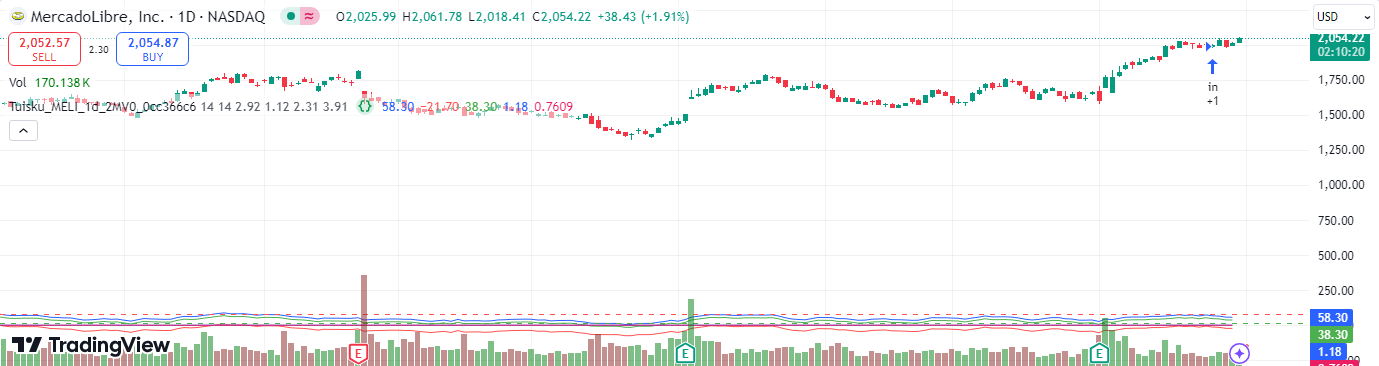 MercadoLibre, Inc. · 1D · NASDAQ O2,025.99 H2,061.78 L2,018.41 C2,054.22 +38.43 (+1.91%) USD
2,052.57 SELL 2.30 2,054.87 BUY
2,054.22
02:10:20
Vol 170.138 K
1,750.00
Tuisku_MELI_1d_2MV0_0cc366c6 14 14 2.92 1.12 2.31 3.91 {} 58.30 −21.70 38.30 1.18 0.7609
in
+1
1,500.00
1,250.00
1,000.00
750.00
500.00
250.00
58.30
38.30
1.18
TradingView
E E E